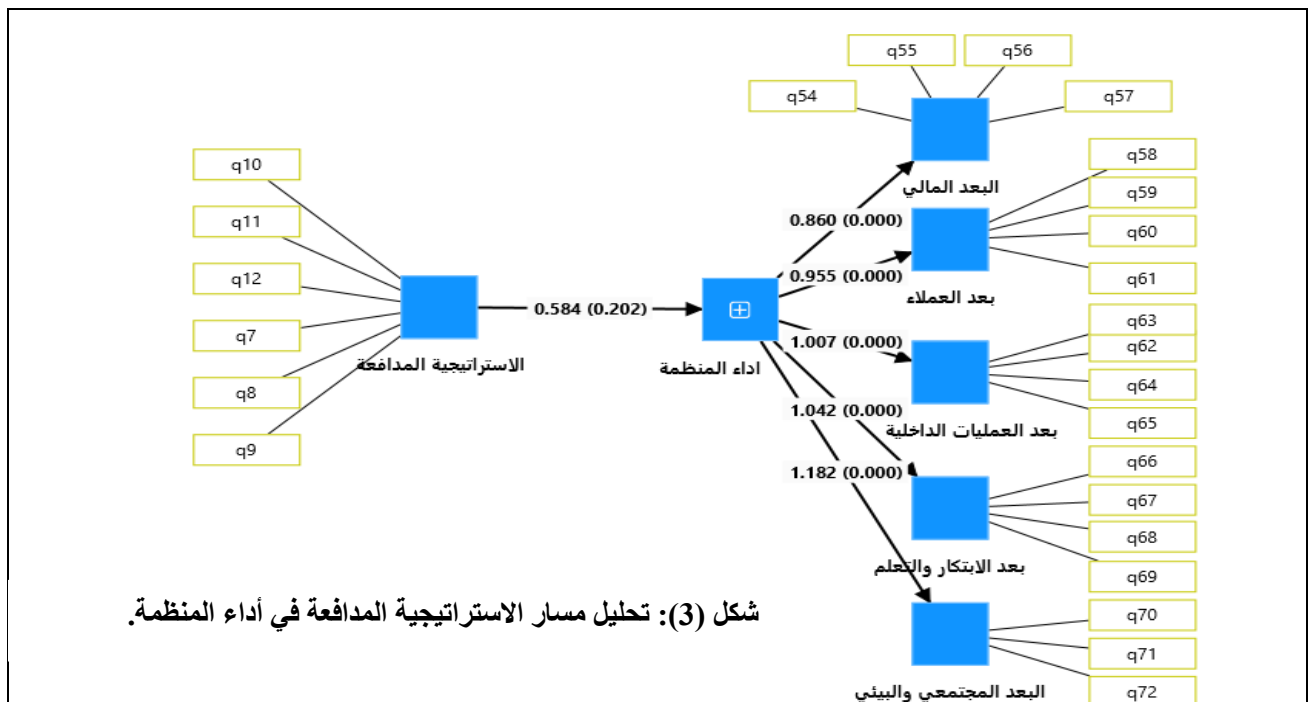 q55
q56
q54
q57
البعد المالي
q58
q59
q60
q61
بعد العملاء
q10
q11
q12
q7
q8
q9
الاستراتيجية المدافعة
0.584 (0.202)
اداء المنظمة
0.860 (0.000)
0.955 (0.000)
1.007 (0.000)
1.042 (0.000)
1.182 (0.000)
q63
q62
q64
q65
بعد العمليات الداخلية
q66
q67
q68
q69
بعد الابتكار والتعلم
q70
q71
q72
البعد المجتمعي والبيئي
شكل (3): تحليل مسار الاستراتيجية المدافعة في أداء المنظمة.